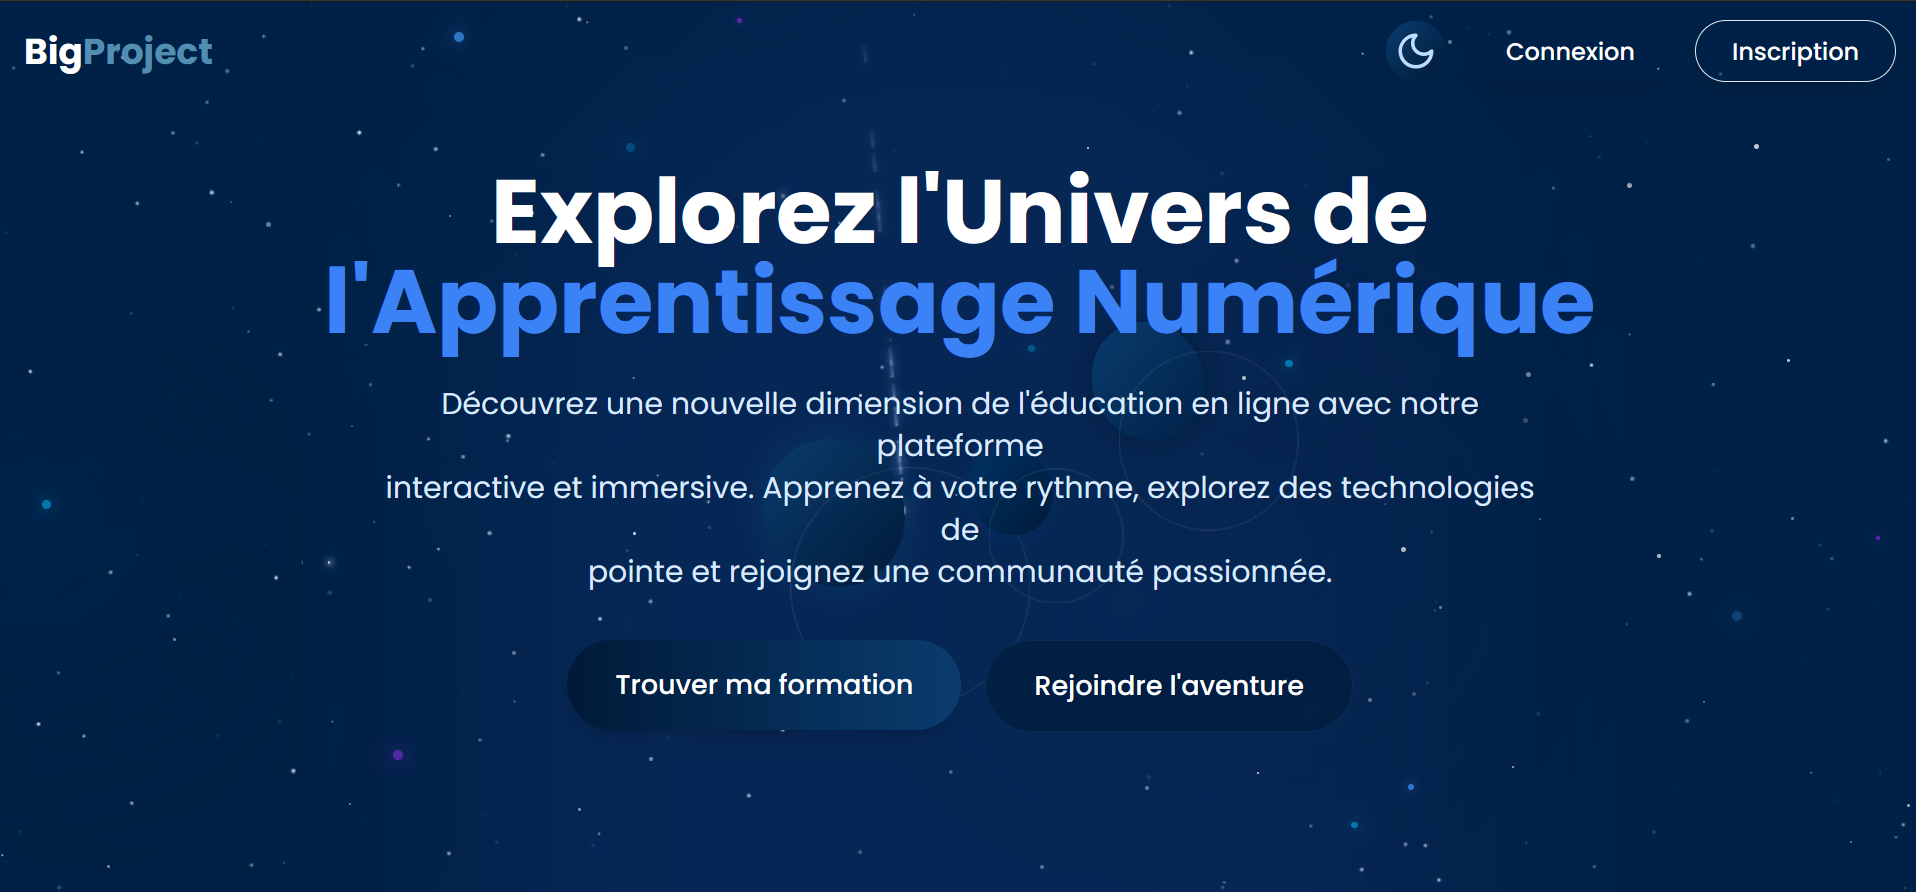 BigProject
Connexion
Inscription
Explorez l'Univers de
l'Apprentissage Numérique
Découvrez une nouvelle dimension de l'éducation en ligne avec notre
plateforme
interactive et immersive. Apprenez à votre rythme, explorez des technologies
de
pointe et rejoignez une communauté passionnée.
Trouver ma formation
Rejoindre l'aventure